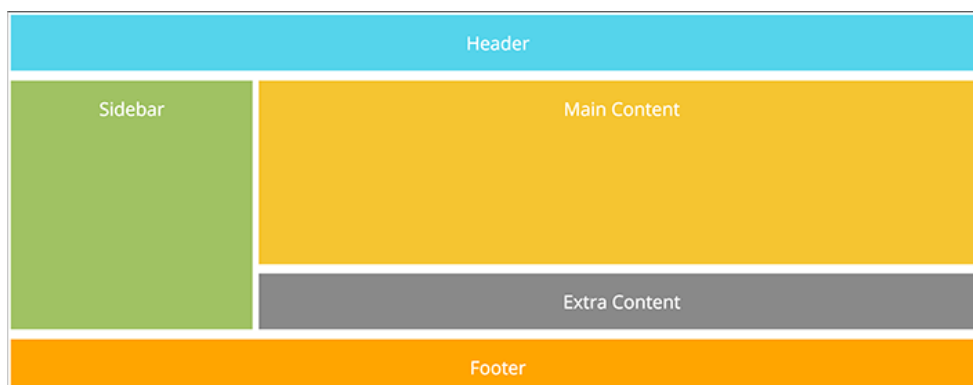 Header
Sidebar
Main Content
Extra Content
Footer